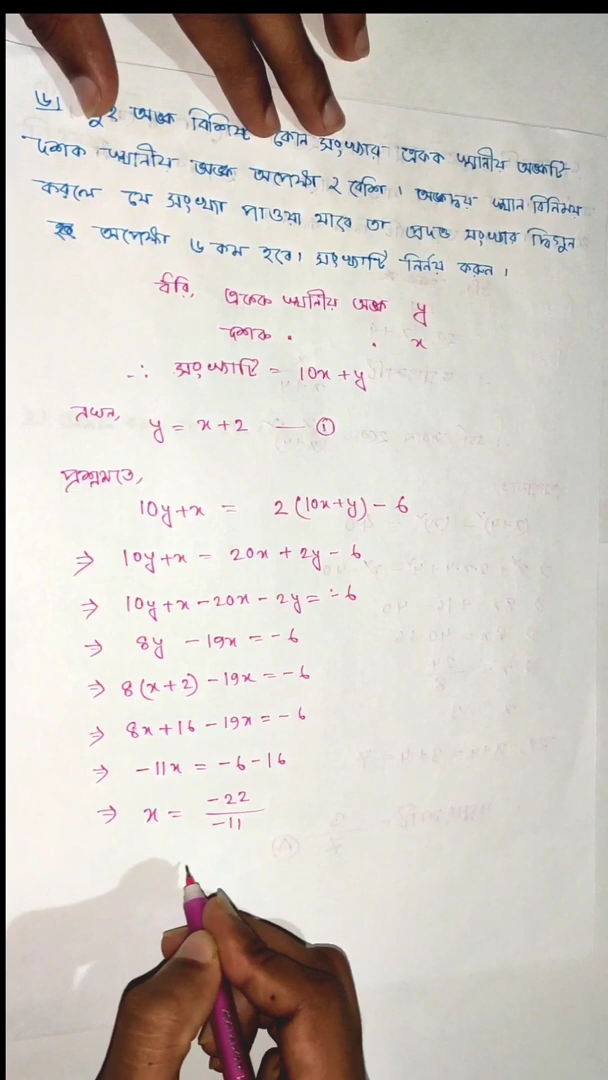 ৬। দুই অঙ্ক বিশিষ্ট কোন সংখ্যার একক স্থানীয় অঙ্কটি
দশক স্থানীয় অঙ্ক অপেক্ষা ২ বেশি। অঙ্কদ্বয় স্থান বিনিময়
করলে যে সংখ্যা পাওয়া যাবে তা প্রদত্ত সংখ্যার দ্বিগুন
অপেক্ষা ৬ কম হবে। সংখ্যাটি নির্নয় করুন।
ধরি, একক স্থানীয় অঙ্ক y
দশক " " x
∴ সংখ্যাটি = 10x+y
তখন, y = x+2 — ①
প্রশ্নমতে,
10y+x = 2(10x+y) - 6
⇒ 10y+x = 20x + 2y - 6
⇒ 10y+x-20x-2y = -6
⇒ 8y -19x = -6
⇒ 8(x+2) -19x = -6
⇒ 8x+16 -19x = -6
⇒ -11x = -6-16
⇒ x = -22/-11